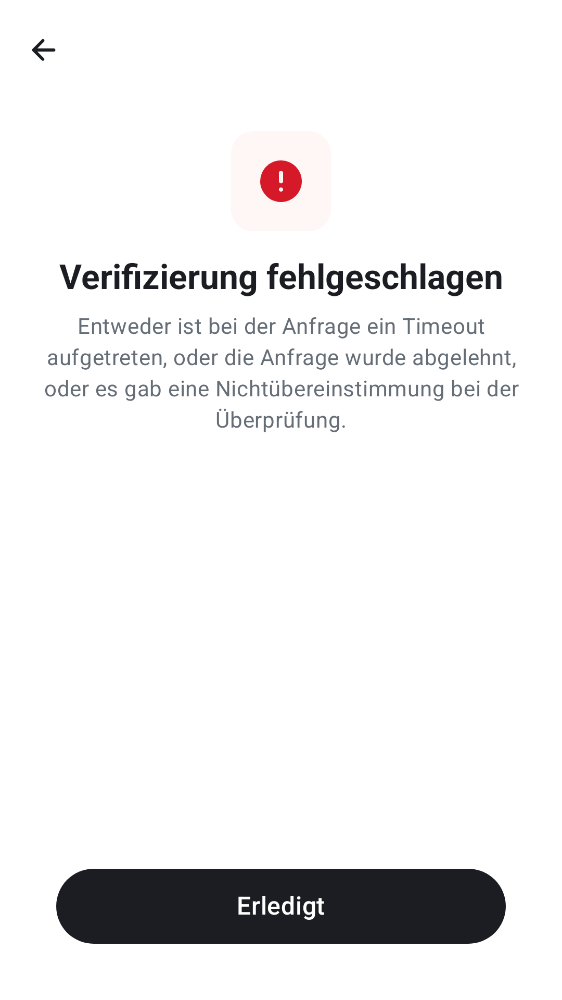 Verifizierung fehlgeschlagen
Entweder ist bei der Anfrage ein Timeout
aufgetreten, oder die Anfrage wurde abgelehnt,
oder es gab eine Nichtübereinstimmung bei der
Überprüfung.
Erledigt